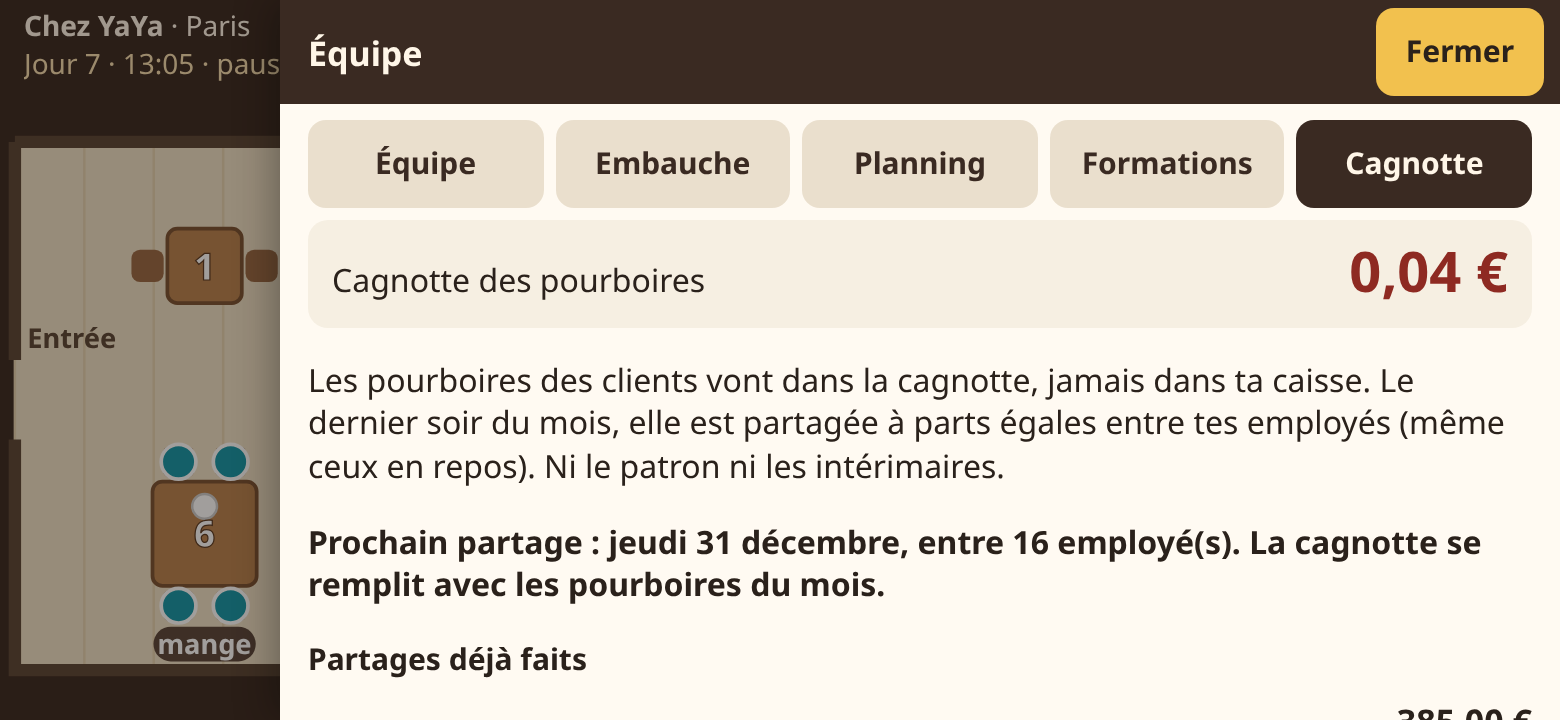 Chez YaYa · Paris
Jour 7 · 13:05 · paus
Équipe
Fermer
Équipe
Embauche
Planning
Formations
Cagnotte
Cagnotte des pourboires
0,04 €
Les pourboires des clients vont dans la cagnotte, jamais dans ta caisse. Le
dernier soir du mois, elle est partagée à parts égales entre tes employés (même
ceux en repos). Ni le patron ni les intérimaires.
Prochain partage : jeudi 31 décembre, entre 16 employé(s). La cagnotte se
remplit avec les pourboires du mois.
Partages déjà faits
385,00 €
1
Entrée
6
mange